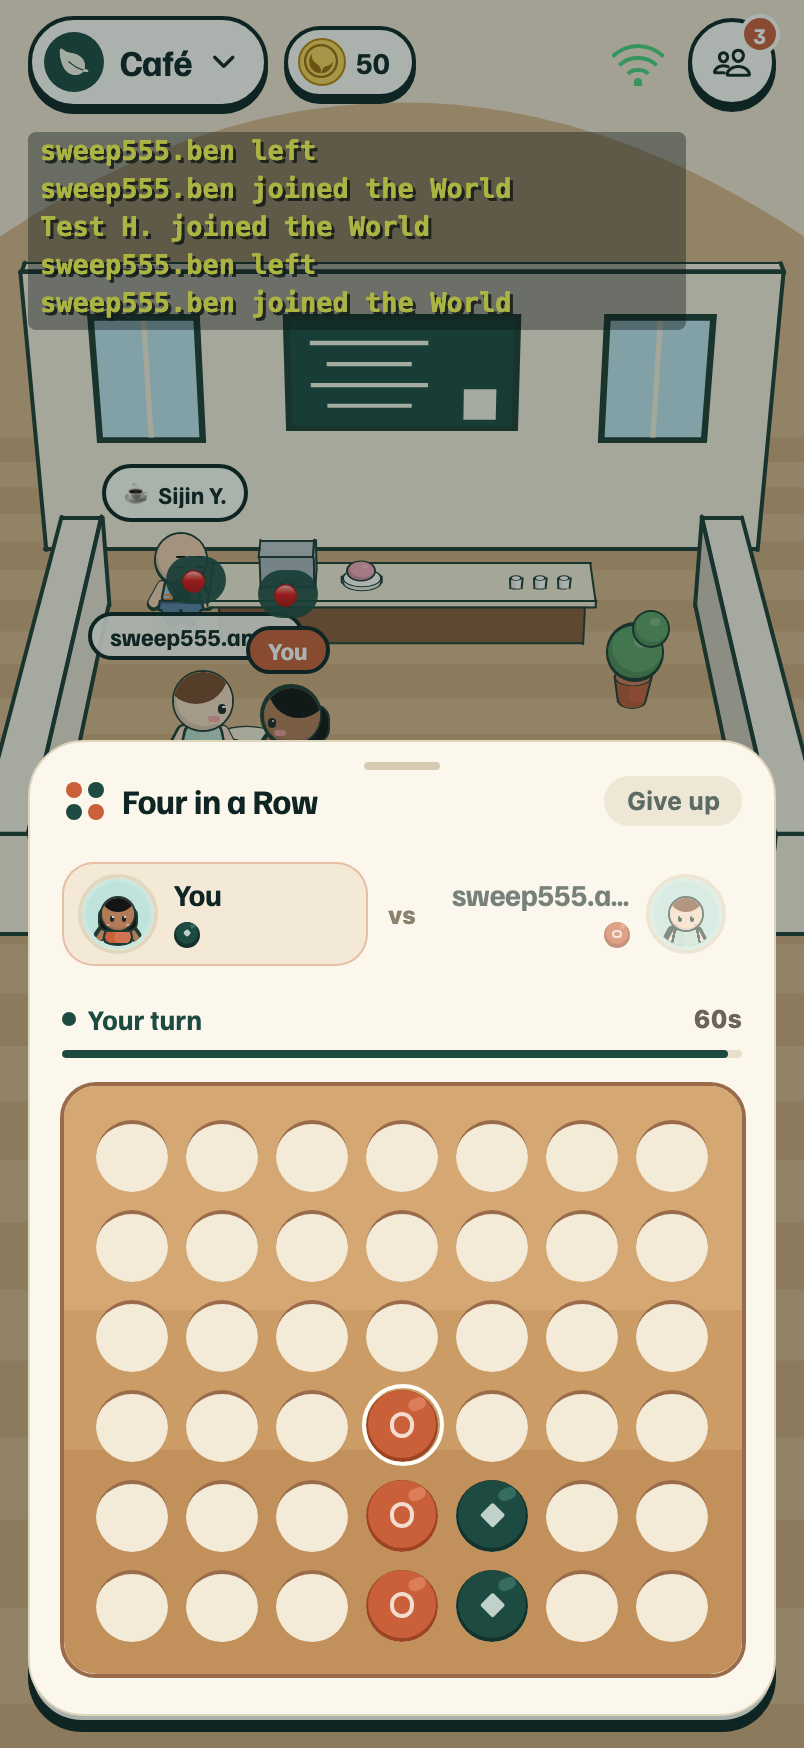 Café
50
3
sweep555.ben left
sweep555.ben joined the World
Test H. joined the World
sweep555.ben left
sweep555.ben joined the World
Sijin Y.
sweep555.an
You
Four in a Row
Give up
You
vs
sweep555.a...
Your turn
60s